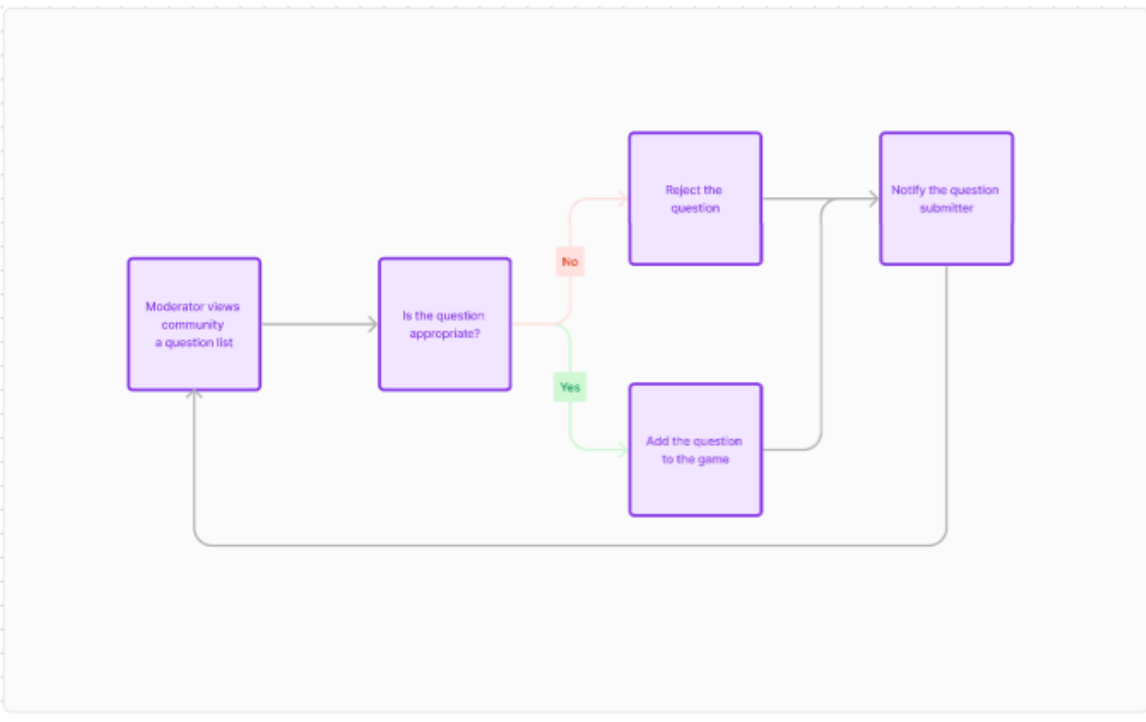 Moderator views
community
a question list
Is the question
appropriate?
No
Yes
Reject the
question
Add the question
to the game
Notify the question
submitter